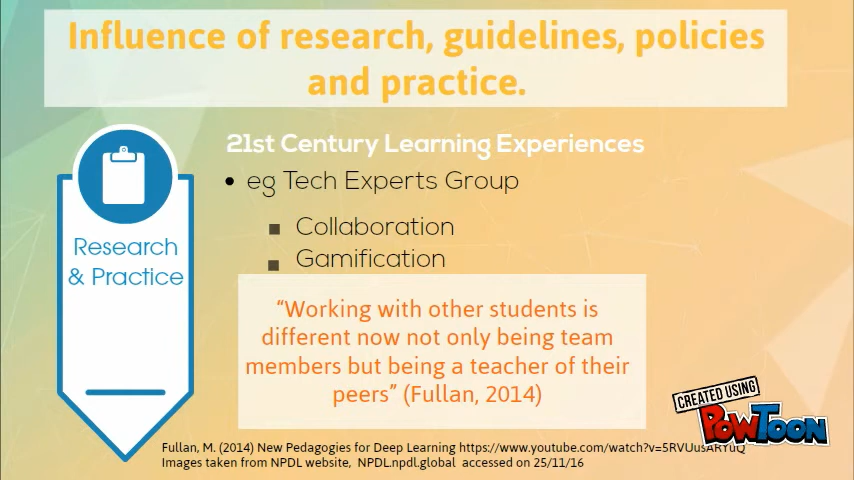 Influence of research, guidelines, policies
and practice.
21st Century Learning Experiences
• eg Tech Experts Group
■ Collaboration
■ Gamification
Research
& Practice
“Working with other students is
different now not only being team
members but being a teacher of their
peers” (Fullan, 2014)
CREATED USING
POWTOON
Fullan, M. (2014) New Pedagogies for Deep Learning https://www.youtube.com/watch?v=5RVUusARYuQ
Images taken from NPDL website, NPDL.npdl.global accessed on 25/11/16